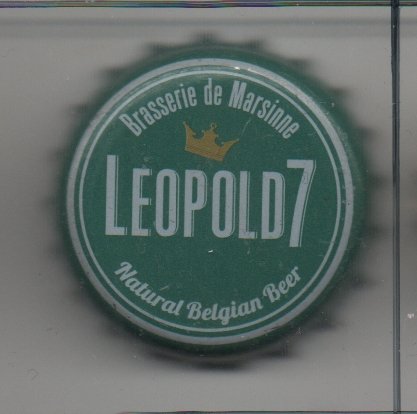 Brasserie de Marsinne
LEOPOLD7
Natural Belgian Beer